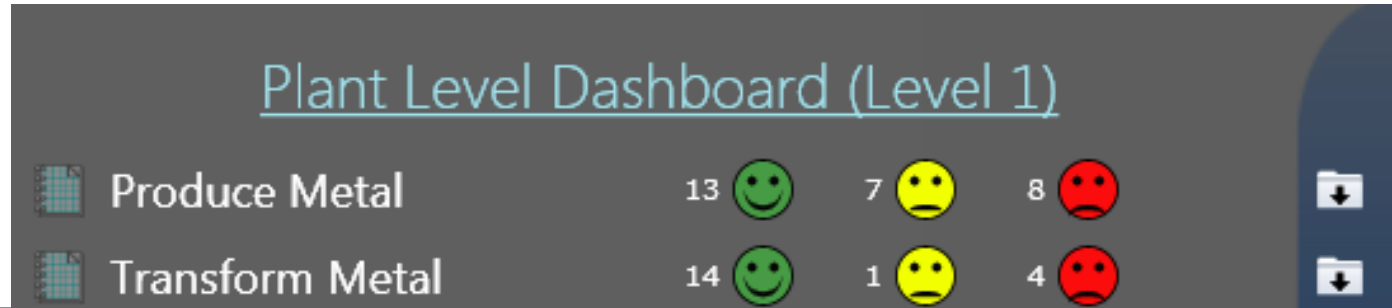 Plant Level Dashboard (Level 1)
Produce Metal 13 7 8
Transform Metal 14 1 4